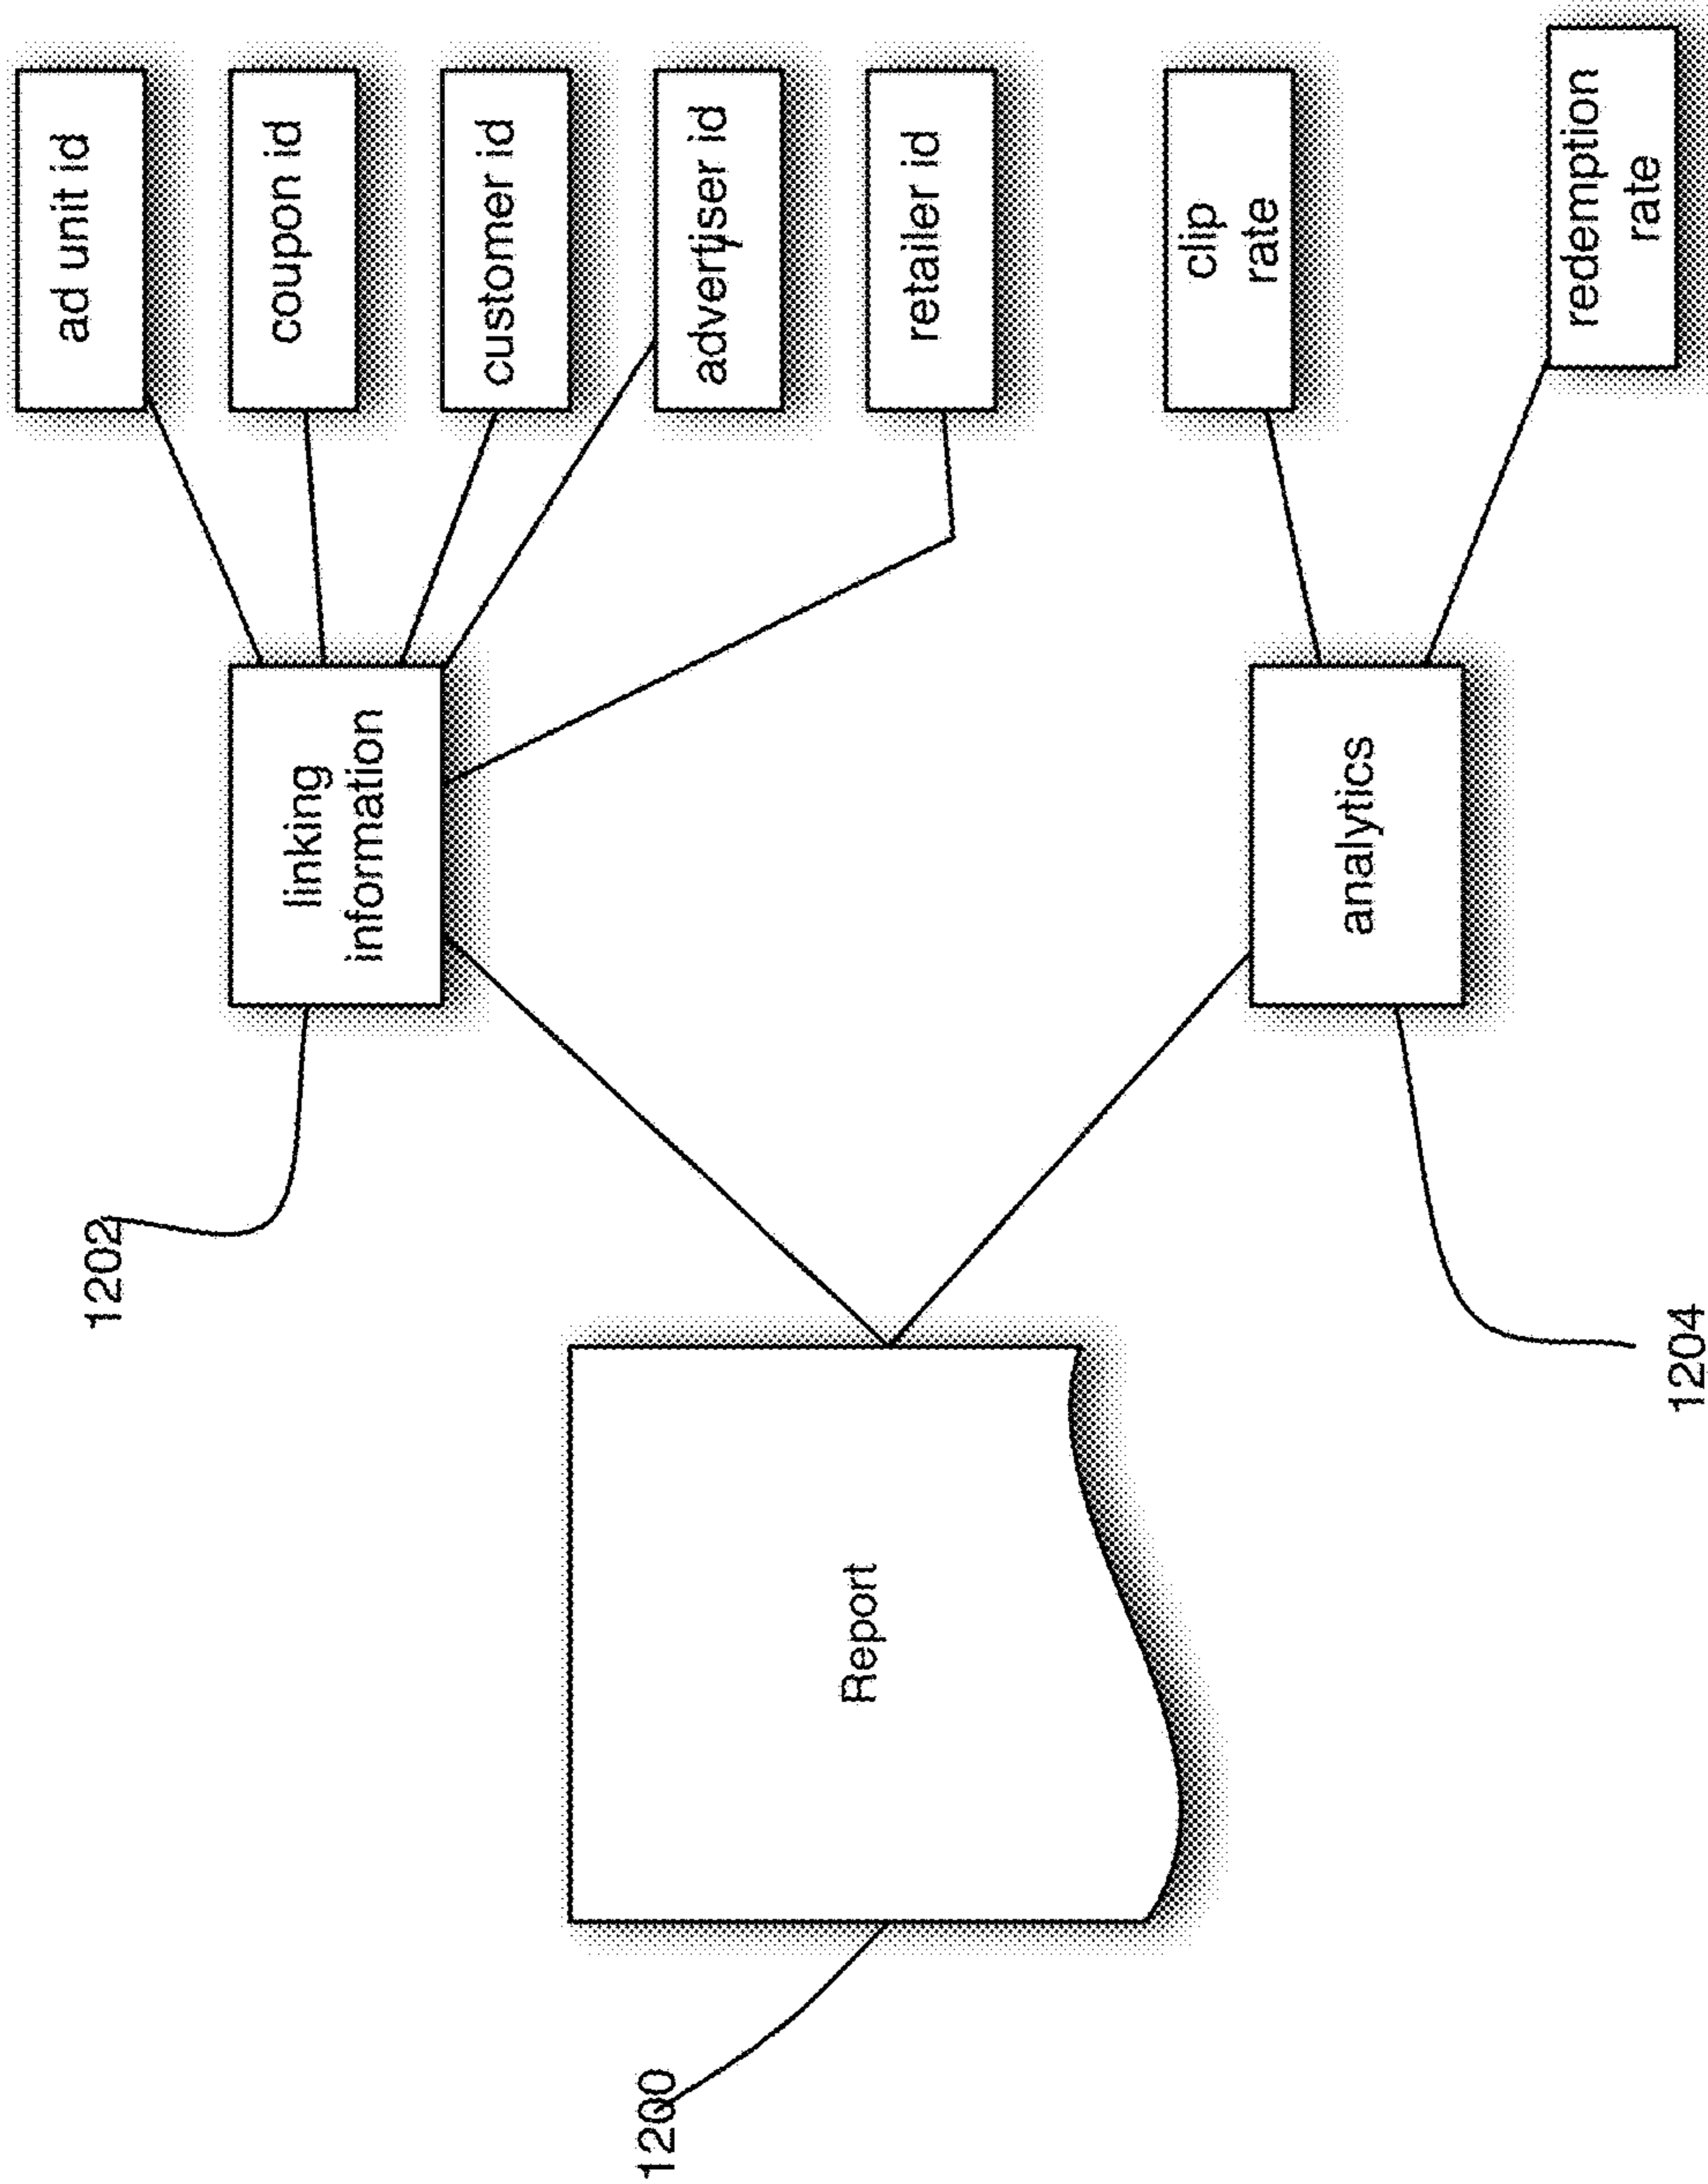 1200
Report
1202
linking
information
ad unit id
coupon id
customer id
advertiser id
retailer id
1204
analytics
clip
rate
redemption
rate